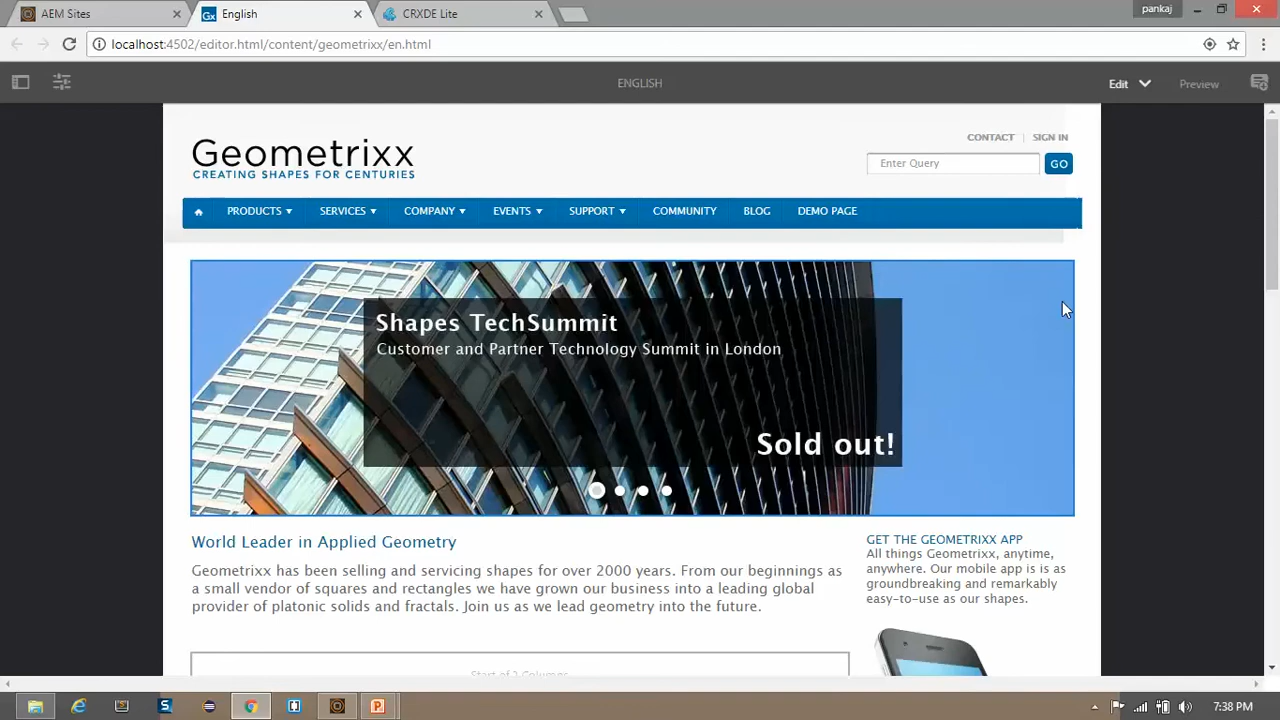 AEM Sites
English
CRXDE Lite
pankaj
localhost:4502/editor.html/content/geometrixx/en.html
ENGLISH
Edit
Preview
Geometrixx
CREATING SHAPES FOR CENTURIES
CONTACT | SIGN IN
Enter Query
GO
PRODUCTS SERVICES COMPANY EVENTS SUPPORT COMMUNITY BLOG DEMO PAGE
Shapes TechSummit
Customer and Partner Technology Summit in London
Sold out!
World Leader in Applied Geometry
Geometrixx has been selling and servicing shapes for over 2000 years. From our beginnings as
a small vendor of squares and rectangles we have grown our business into a leading global
provider of platonic solids and fractals. Join us as we lead geometry into the future.
GET THE GEOMETRIXX APP
All things Geometrixx, anytime,
anywhere. Our mobile app is is as
groundbreaking and remarkably
easy-to-use as our shapes.
Start of 2 Columns
7:38 PM